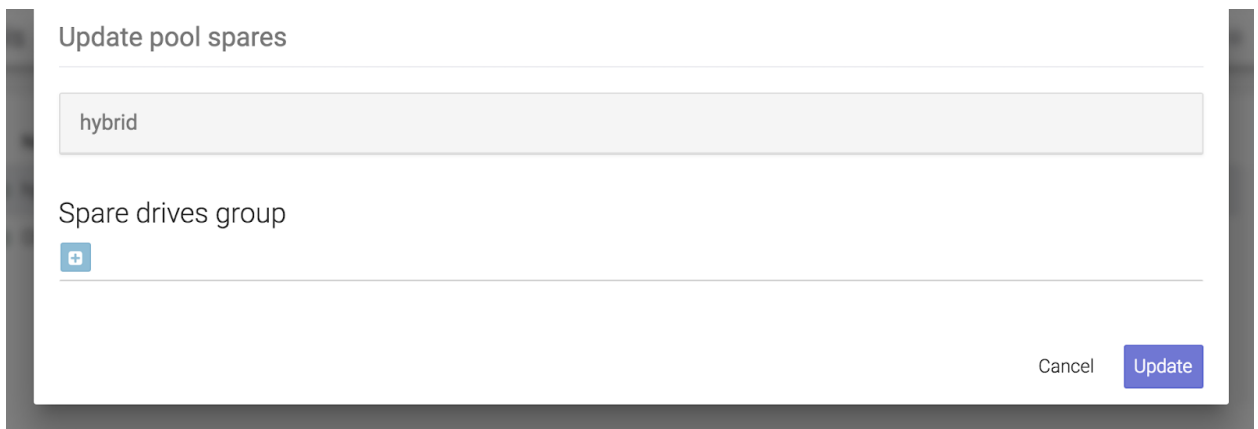 Update pool spares
hybrid
Spare drives group
Cancel
Update